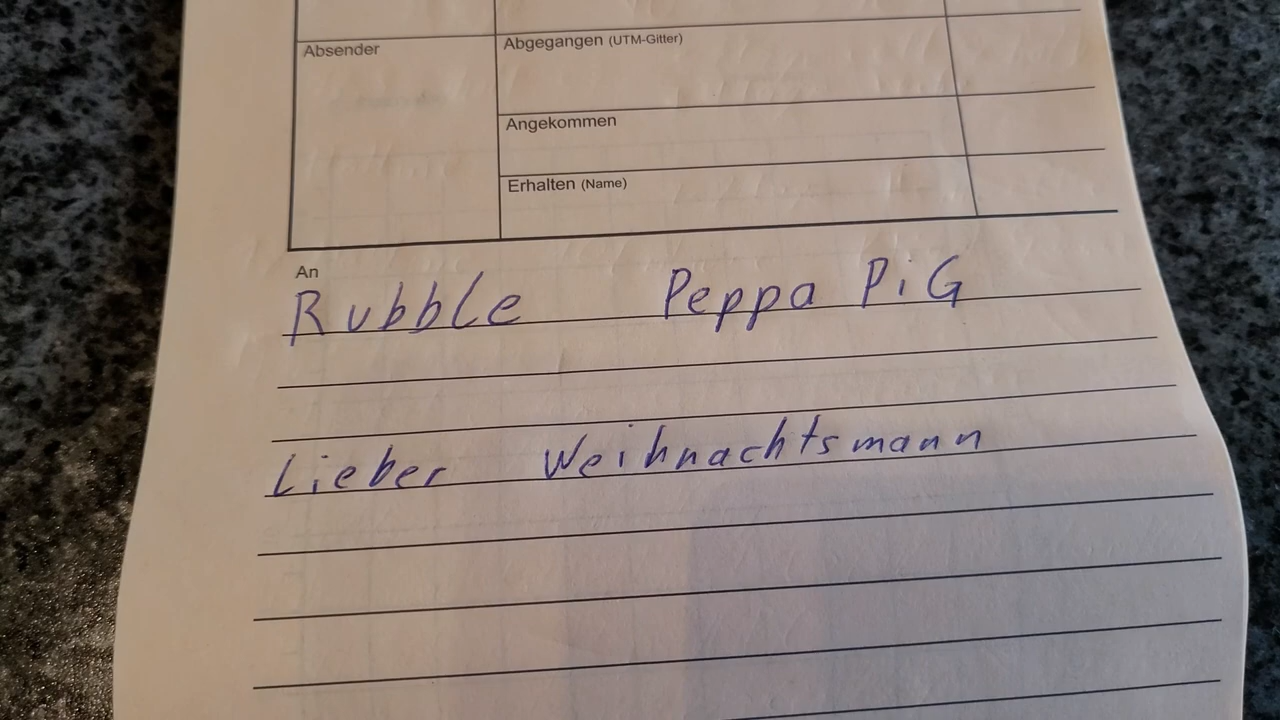 Absender
Abgegangen (UTM-Gitter)
Angekommen
Erhalten (Name)
An
Rubble Peppa PiG
Lieber Weihnachtsmann